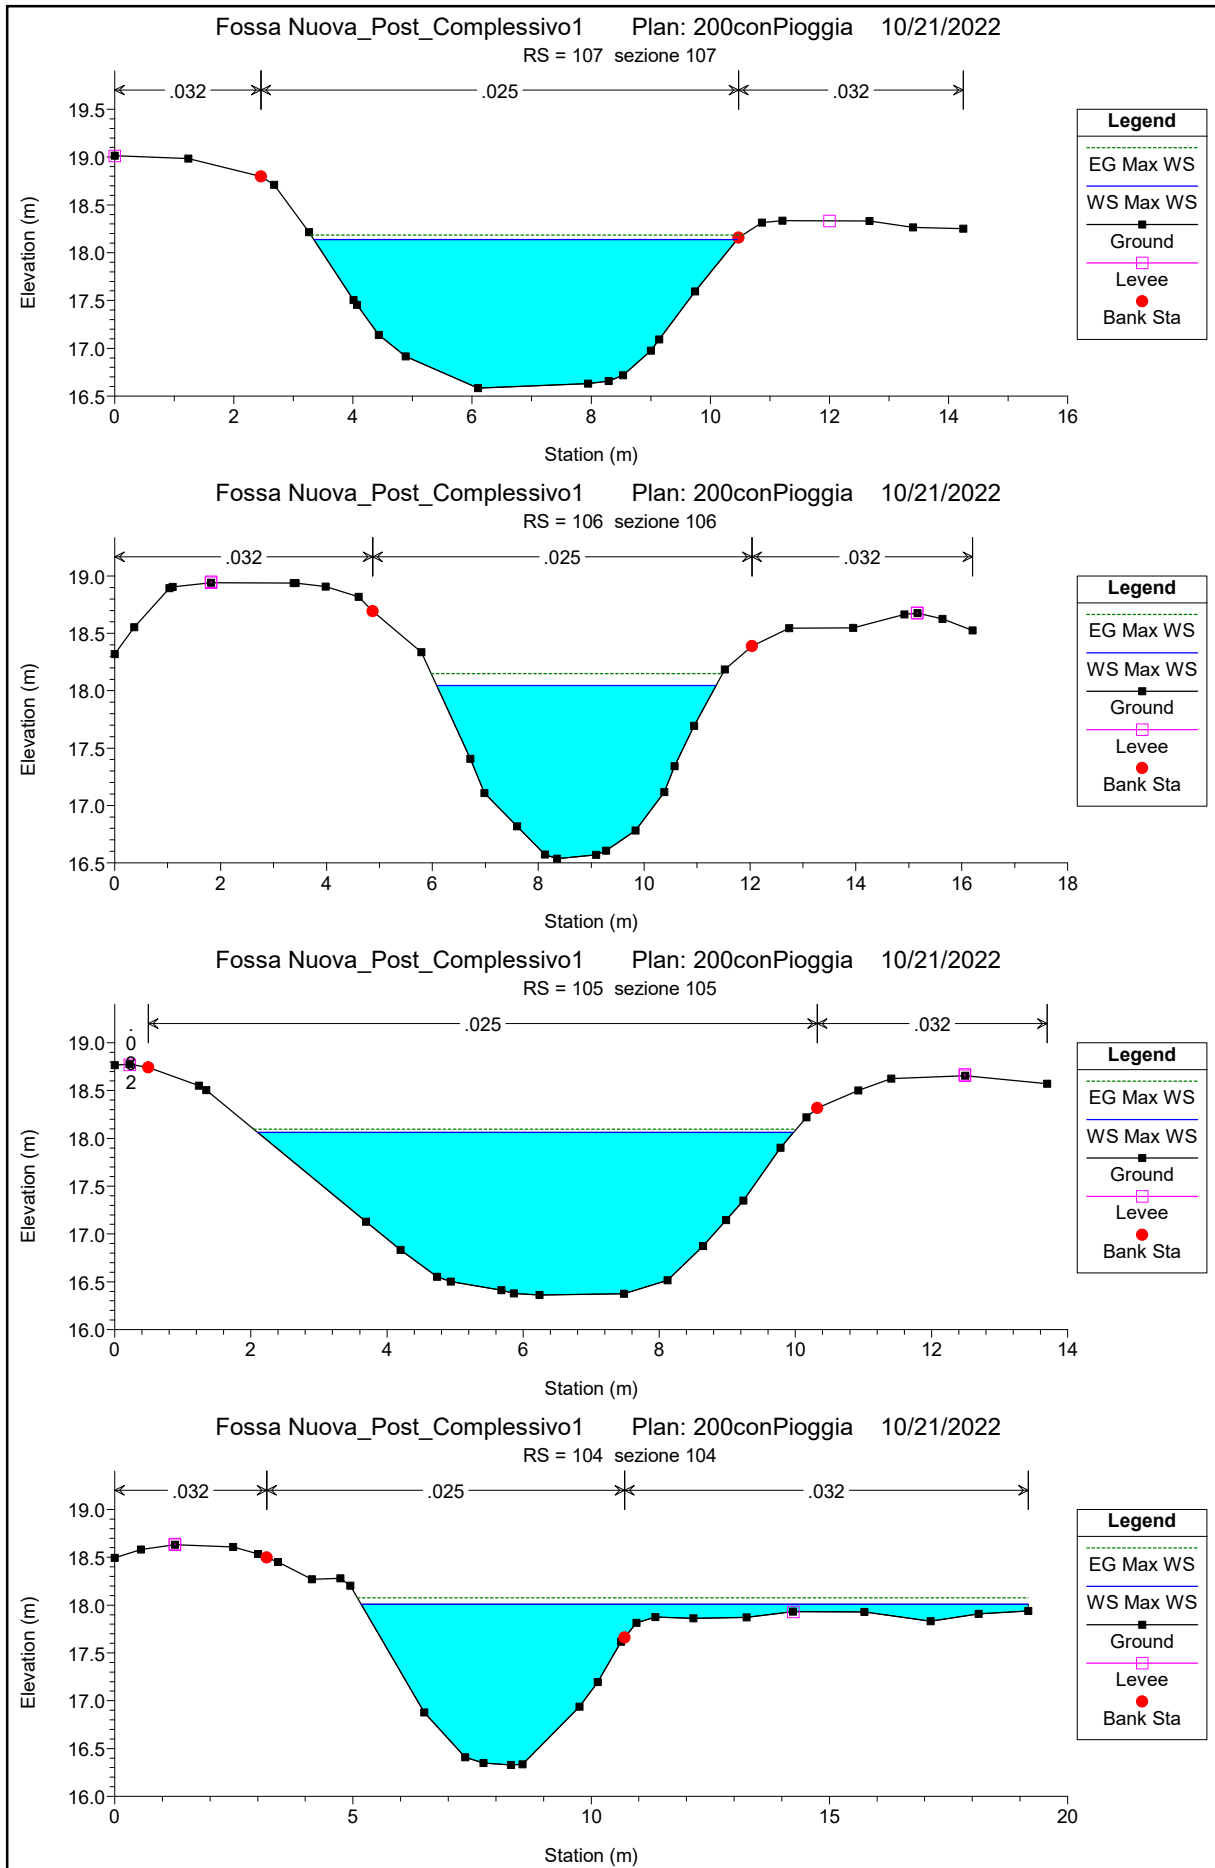 Fossa Nuova_Post_Complessivo1 Plan: 200conPioggia 10/21/2022
RS = 107 sezione 107
.032 .025 .032
19.5
19.0
18.5
18.0
17.5
17.0
16.5
Elevation (m)
0 2 4 6 8 10 12 14 16
Station (m)
Legend
EG Max WS
WS Max WS
Ground
Levee
Bank Sta
Fossa Nuova_Post_Complessivo1 Plan: 200conPioggia 10/21/2022
RS = 106 sezione 106
.032 .025 .032
19.0
18.5
18.0
17.5
17.0
16.5
Elevation (m)
0 2 4 6 8 10 12 14 16 18
Station (m)
Legend
EG Max WS
WS Max WS
Ground
Levee
Bank Sta
Fossa Nuova_Post_Complessivo1 Plan: 200conPioggia 10/21/2022
RS = 105 sezione 105
.032 .025 .032
19.0
18.5
18.0
17.5
17.0
16.5
16.0
Elevation (m)
0 2 4 6 8 10 12 14
Station (m)
Legend
EG Max WS
WS Max WS
Ground
Levee
Bank Sta
Fossa Nuova_Post_Complessivo1 Plan: 200conPioggia 10/21/2022
RS = 104 sezione 104
.032 .025 .032
19.0
18.5
18.0
17.5
17.0
16.5
16.0
Elevation (m)
0 5 10 15 20
Station (m)
Legend
EG Max WS
WS Max WS
Ground
Levee
Bank Sta